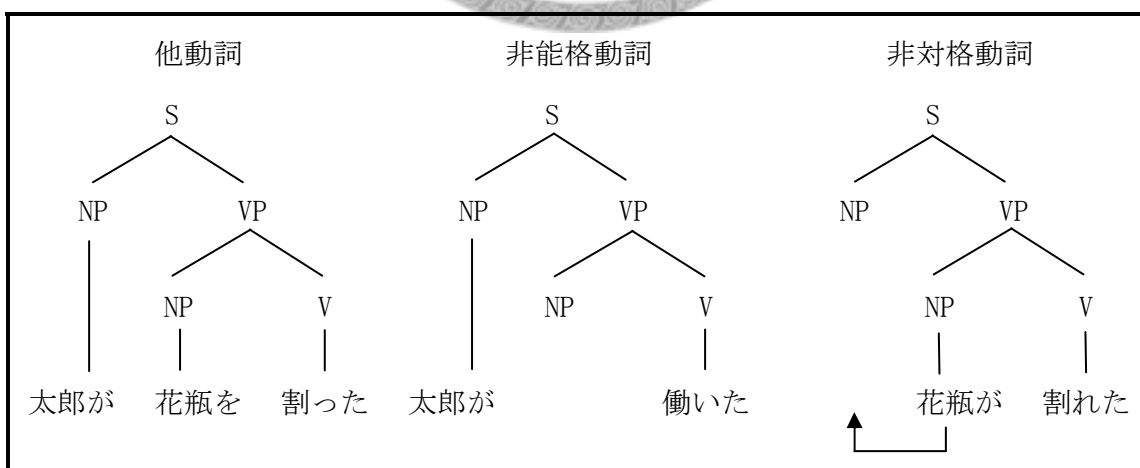 他動詞 非能格動詞 非対格動詞
S S S
NP VP NP VP NP VP
NP V NP V NP V
太郎が 花瓶を 割った 太郎が 働いた 花瓶が 割れた